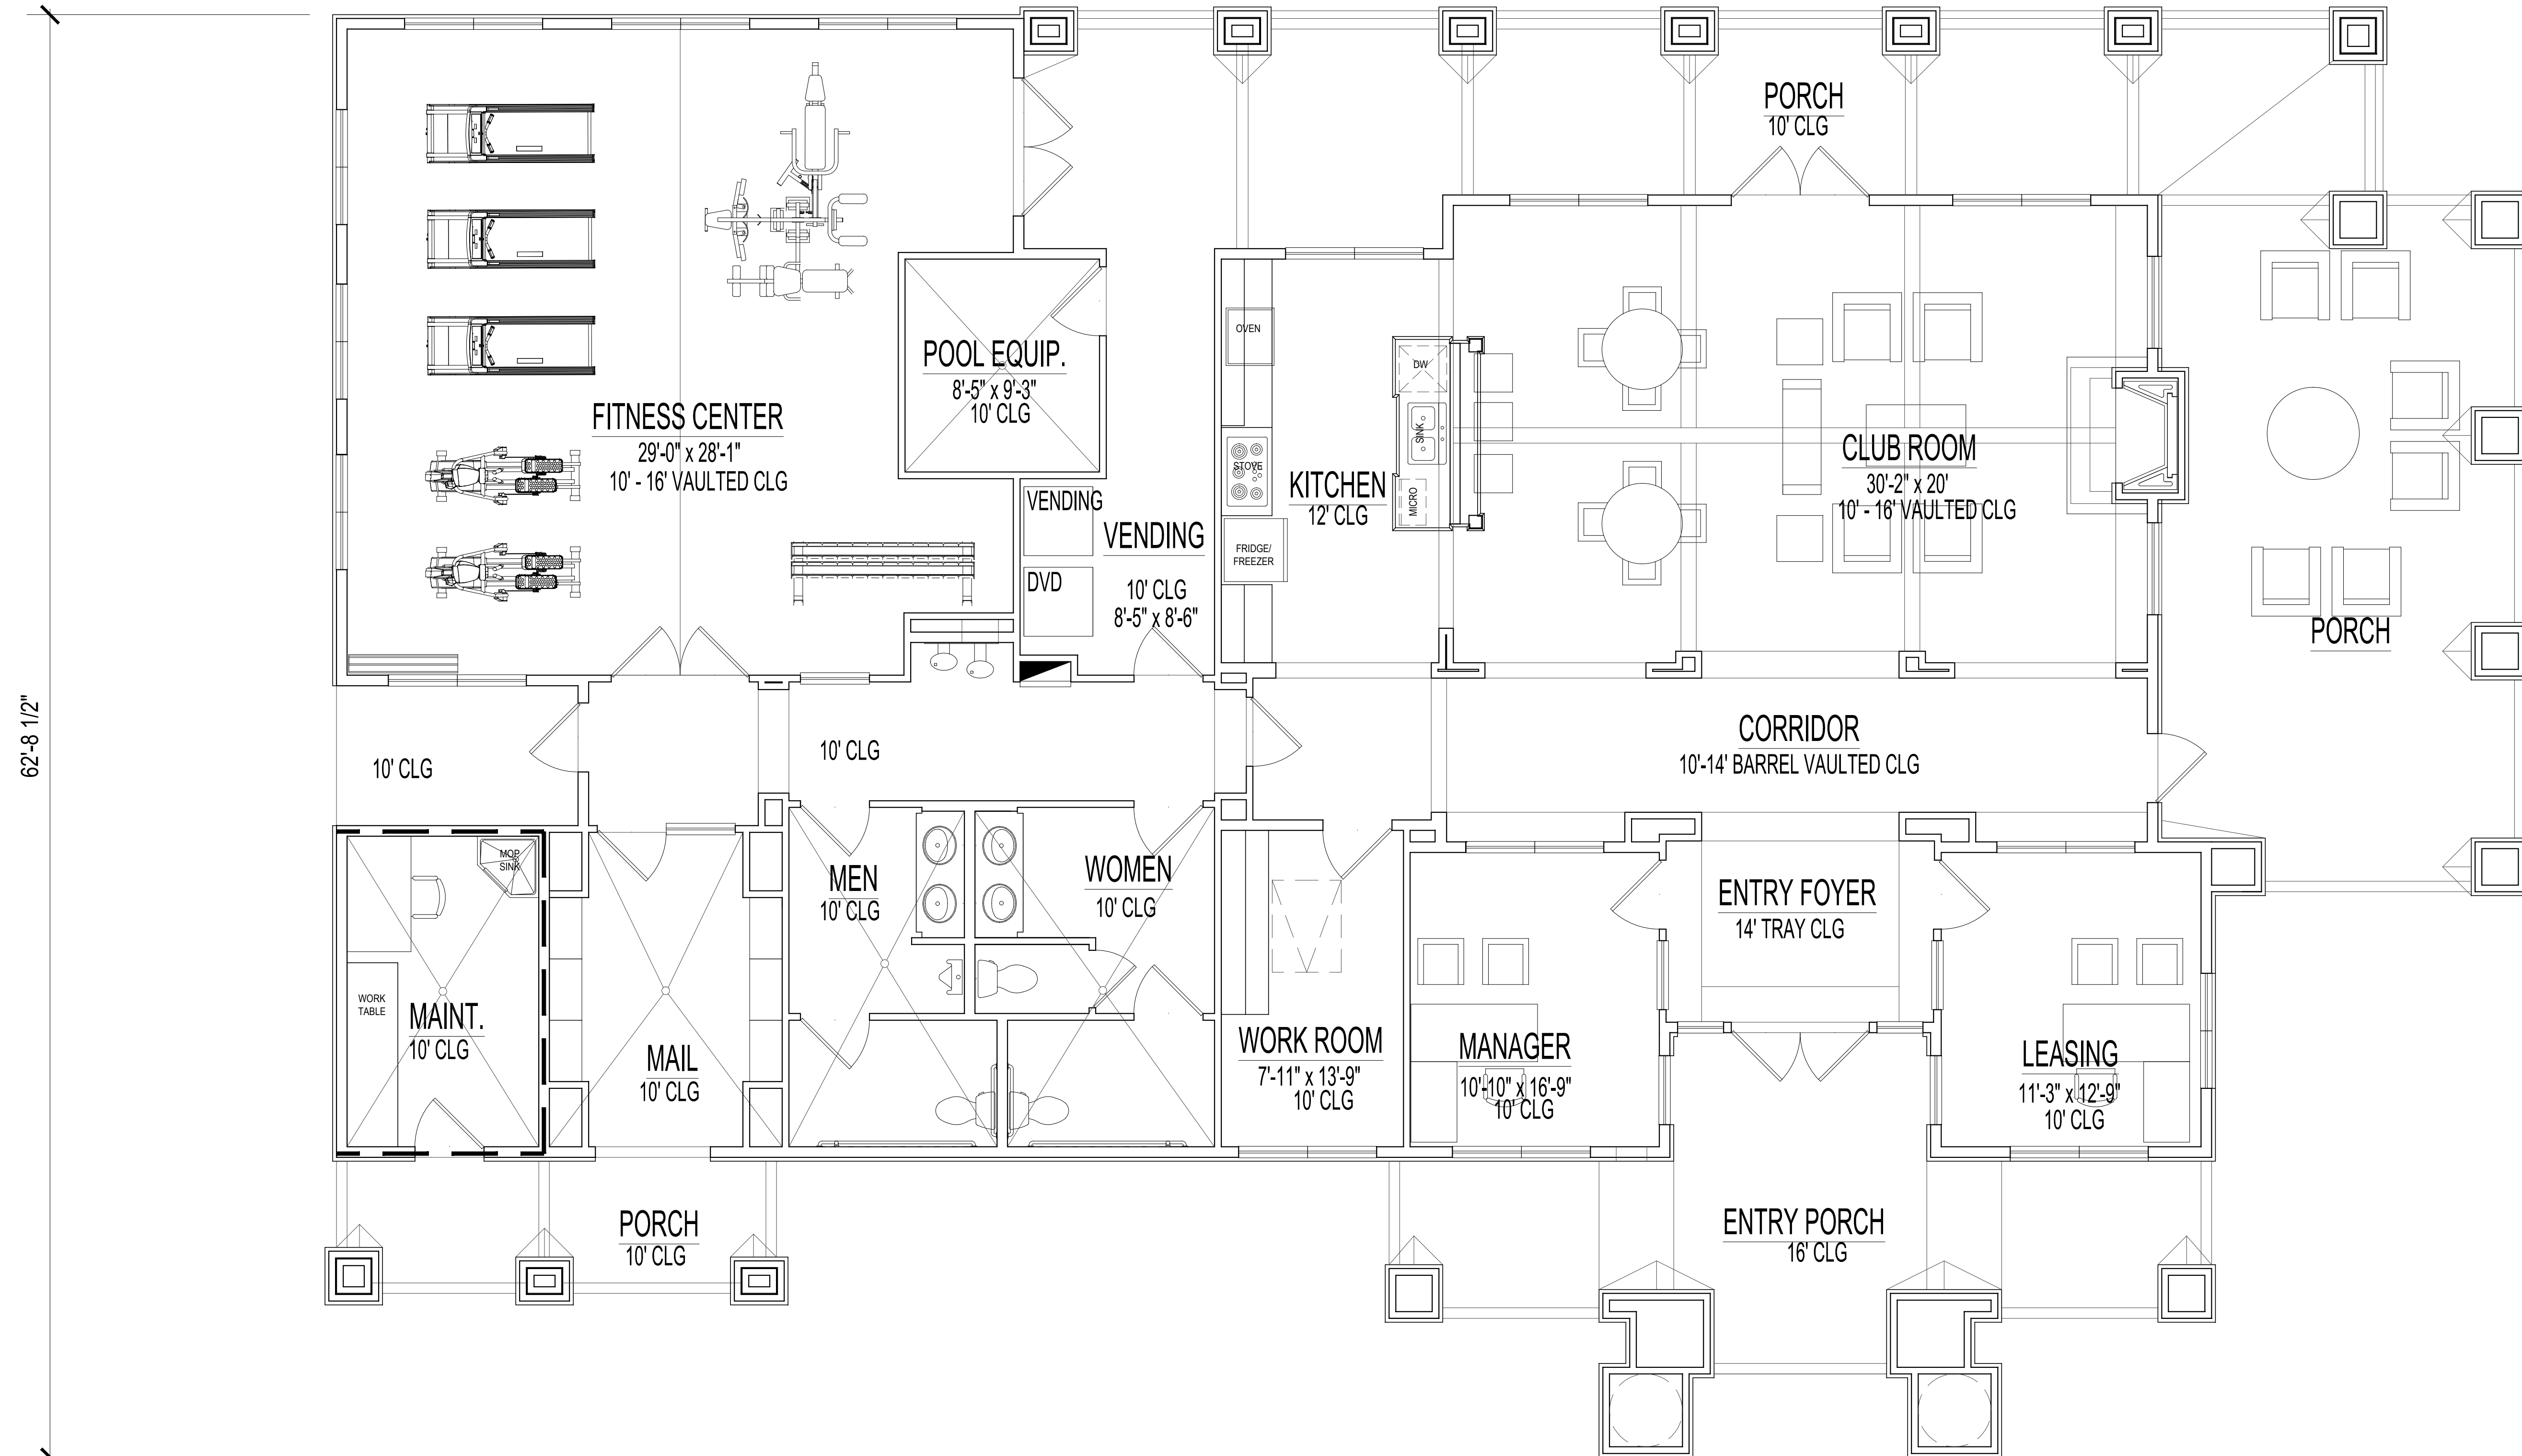 PORCH
10' CLG
FITNESS CENTER
29'-0" x 28'-1"
10' - 16' VAULTED CLG
POOL EQUIP.
8'-5" x 9'-3"
10' CLG
VENDING
DVD
VENDING
10' CLG
8'-5" x 8'-6"
OVEN
STOVE
FRIDGE/
FREEZER
KITCHEN
12' CLG
DW
SINK
MICRO
CLUB ROOM
30'-2" x 20'
10' - 16' VAULTED CLG
PORCH
62'-8 1/2"
10' CLG
10' CLG
CORRIDOR
10'-14' BARREL VAULTED CLG
MOP
SINK
WORK
TABLE
MAINT.
10' CLG
MAIL
10' CLG
MEN
10' CLG
WOMEN
10' CLG
WORK ROOM
7'-11" x 13'-9"
10' CLG
MANAGER
10'-10" x 16'-9"
10' CLG
ENTRY FOYER
14' TRAY CLG
LEASING
11'-3" x 12'-9"
10' CLG
PORCH
10' CLG
ENTRY PORCH
16' CLG